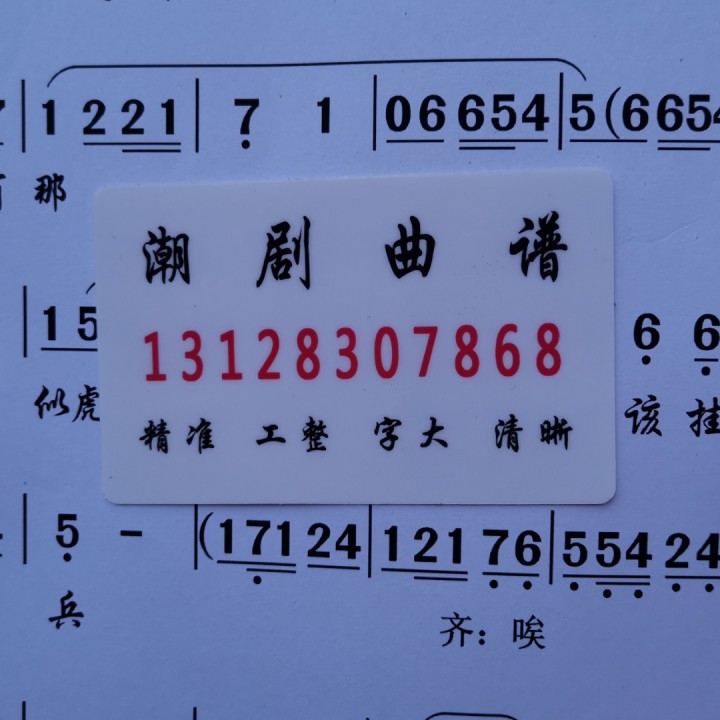 1 2 2 1 | 7 1 | 0 6 6 5 4 | 5 (6 6 5 4
那
潮 剧 曲 谱
1 5
13128307868
6 6
似虎
该 挂
精准 工整 字大 清晰
5 - (1 7 1 2 4 | 1 2 1 7 6 | 5 5 4 2 4
兵
齐：唉